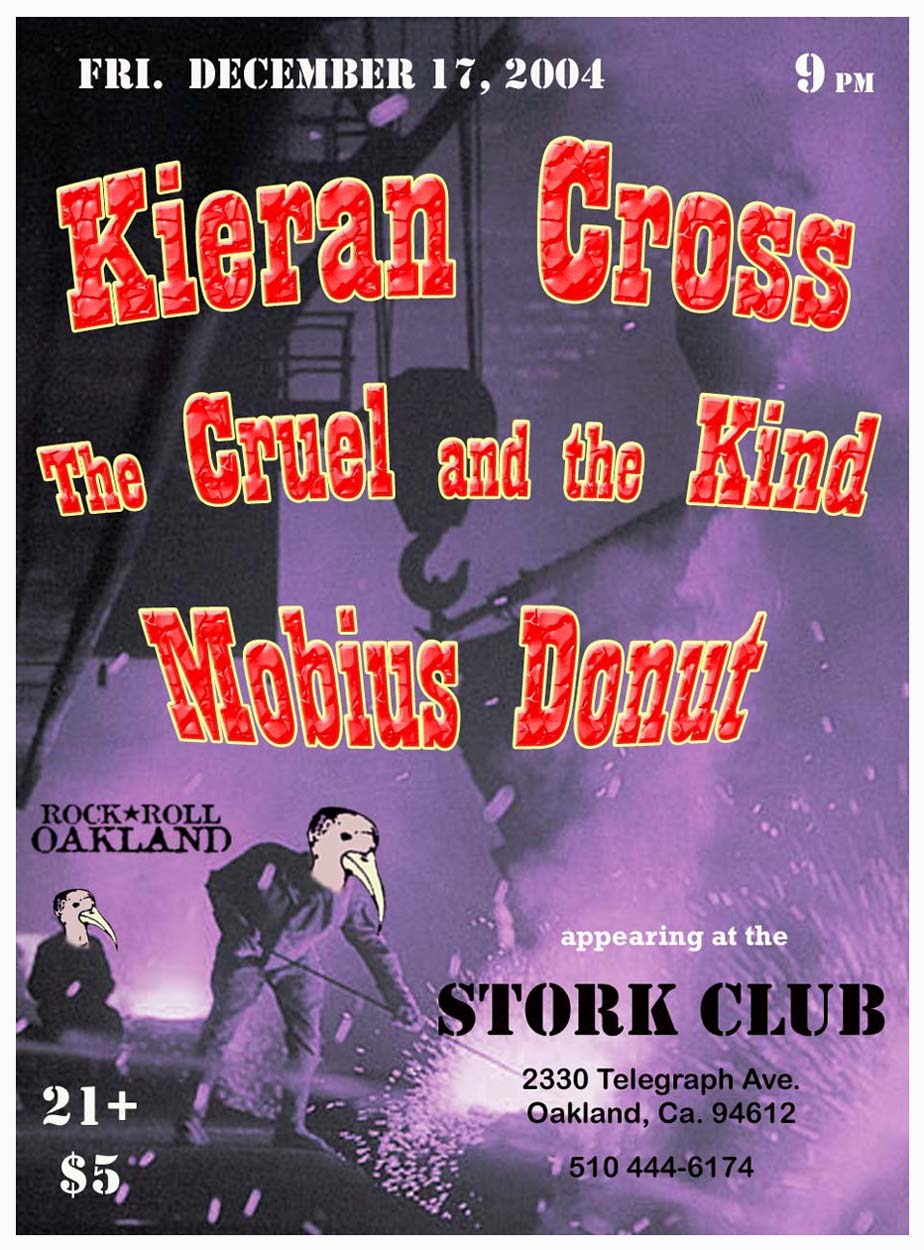 FRI. DECEMBER 17, 2004 9 PM
Kieran Cross
The Cruel and the Kind
Mobius Donut
ROCK★ROLL
OAKLAND
appearing at the
STORK CLUB
2330 Telegraph Ave.
Oakland, Ca. 94612
510 444-6174
21+
$5